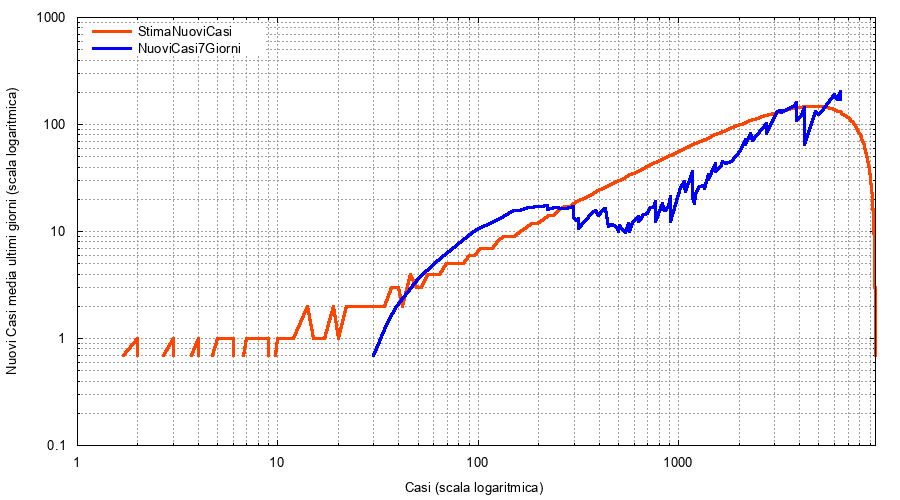 1000
StimaNuoviCasi
NuoviCasi7Giorni
100
10
1
0.1
Nuovi Casi media ultimi giorni (scala logaritmica)
1 10 100 1000
Casi (scala logaritmica)